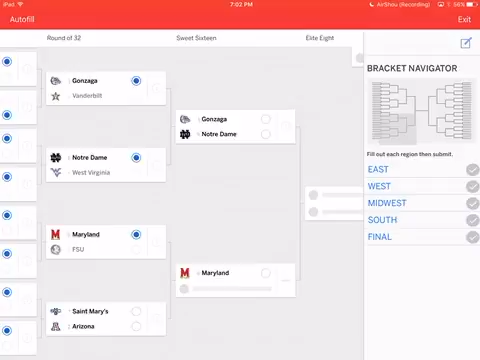 iPad
7:02 PM
AirShou (Recording)
56%
Autofill
Exit
Round of 32
Sweet Sixteen
Elite Eight
Gonzaga
Vanderbilt
Notre Dame
West Virginia
Maryland
FSU
Saint Mary's
Arizona
Gonzaga
Notre Dame
Maryland
BRACKET NAVIGATOR
Fill out each region then submit.
EAST
WEST
MIDWEST
SOUTH
FINAL